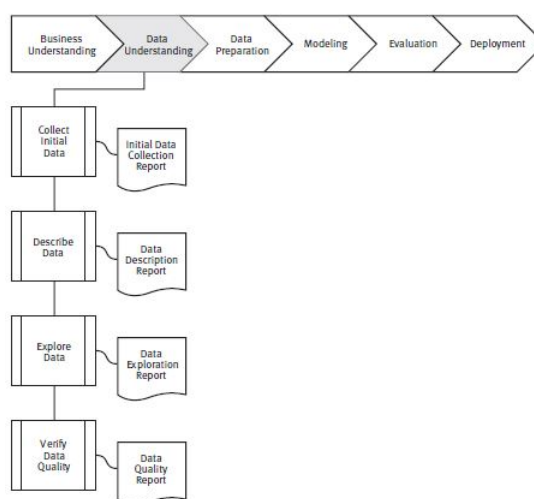 Business
Understanding
Data
Understanding
Data
Preparation
Modeling
Evaluation
Deployment
Collect
Initial
Data
Initial Data
Collection
Report
Describe
Data
Data
Description
Report
Explore
Data
Data
Exploration
Report
Verify
Data
Quality
Data
Quality
Report